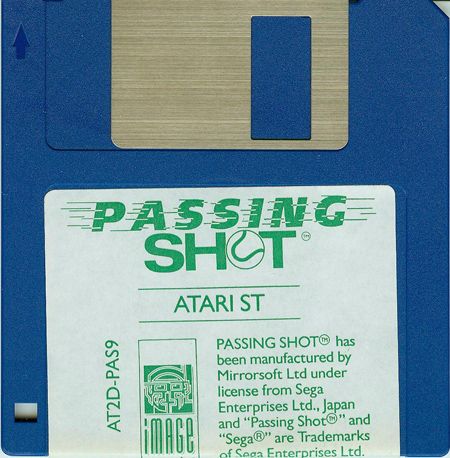 PASSING
SHOT™
ATARI ST
AT2D-PAS9
IMAGE
PASSING SHOT™ has
been manufactured by
Mirrorsoft Ltd under
license from Sega
Enterprises Ltd., Japan
and “Passing Shot™” and
“Sega®” are Trademarks
of Sega Enterprises Ltd.